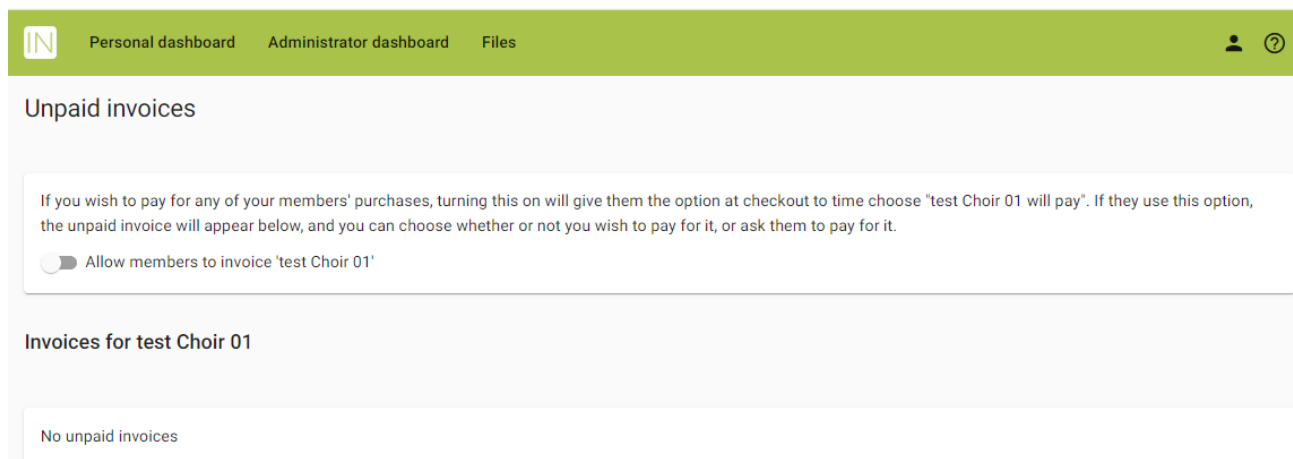 IN Personal dashboard Administrator dashboard Files
Unpaid invoices
If you wish to pay for any of your members' purchases, turning this on will give them the option at checkout to time choose "test Choir 01 will pay". If they use this option,
the unpaid invoice will appear below, and you can choose whether or not you wish to pay for it, or ask them to pay for it.
Allow members to invoice 'test Choir 01'
Invoices for test Choir 01
No unpaid invoices